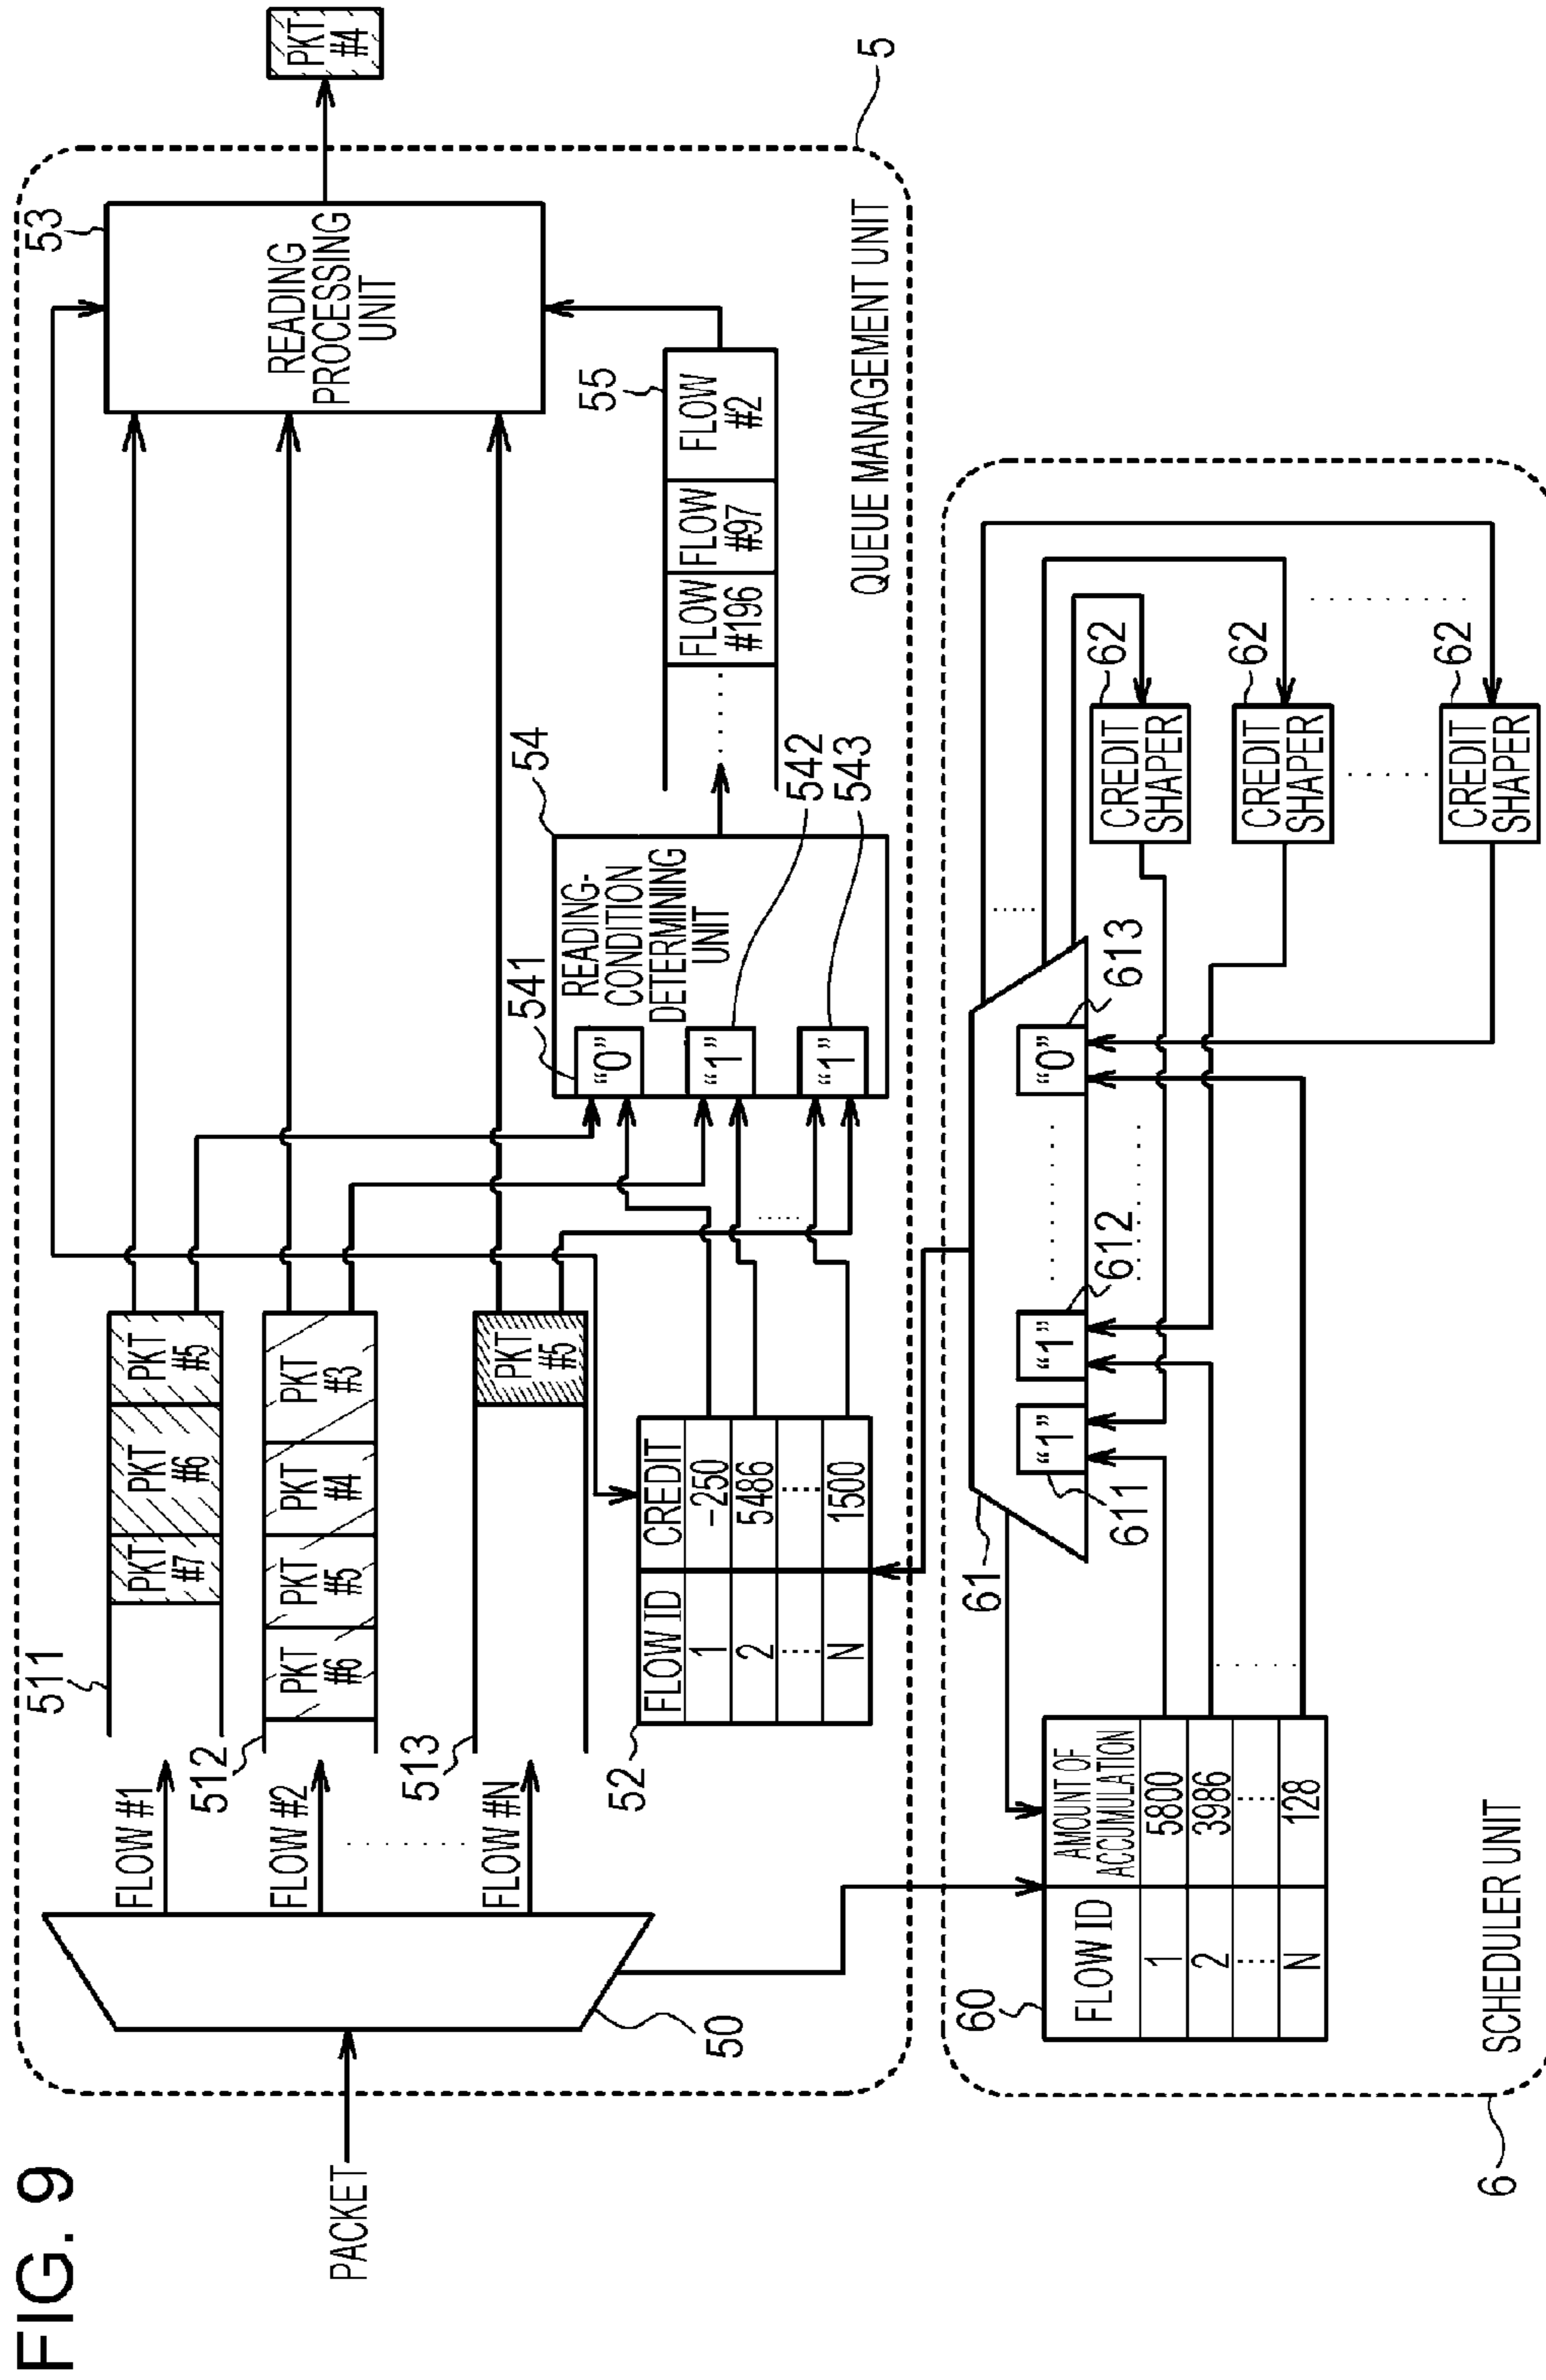 FIG. 9
PACKET
50
FLOW #1
FLOW #2
FLOW #N
511
512
513
PKT
#7
PKT
#6
PKT
#5
PKT
#6
PKT
#5
PKT
#4
PKT
#3
PKT
#5
52
FLOW ID
CREDIT
1
-250
2
5486
N
1500
54
READING-
CONDITION
DETERMINING
UNIT
541
"0"
542
"1"
543
"1"
55
FLOW
#196
FLOW
#97
FLOW
#2
53
READING
PROCESSING
UNIT
PKT
#4
5
QUEUE MANAGEMENT UNIT
60
FLOW ID
AMOUNT OF
ACCUMULATION
1
5800
2
3986
N
128
61
611
"1"
612
"1"
613
"0"
62
CREDIT
SHAPER
62
CREDIT
SHAPER
62
CREDIT
SHAPER
SCHEDULER UNIT
6